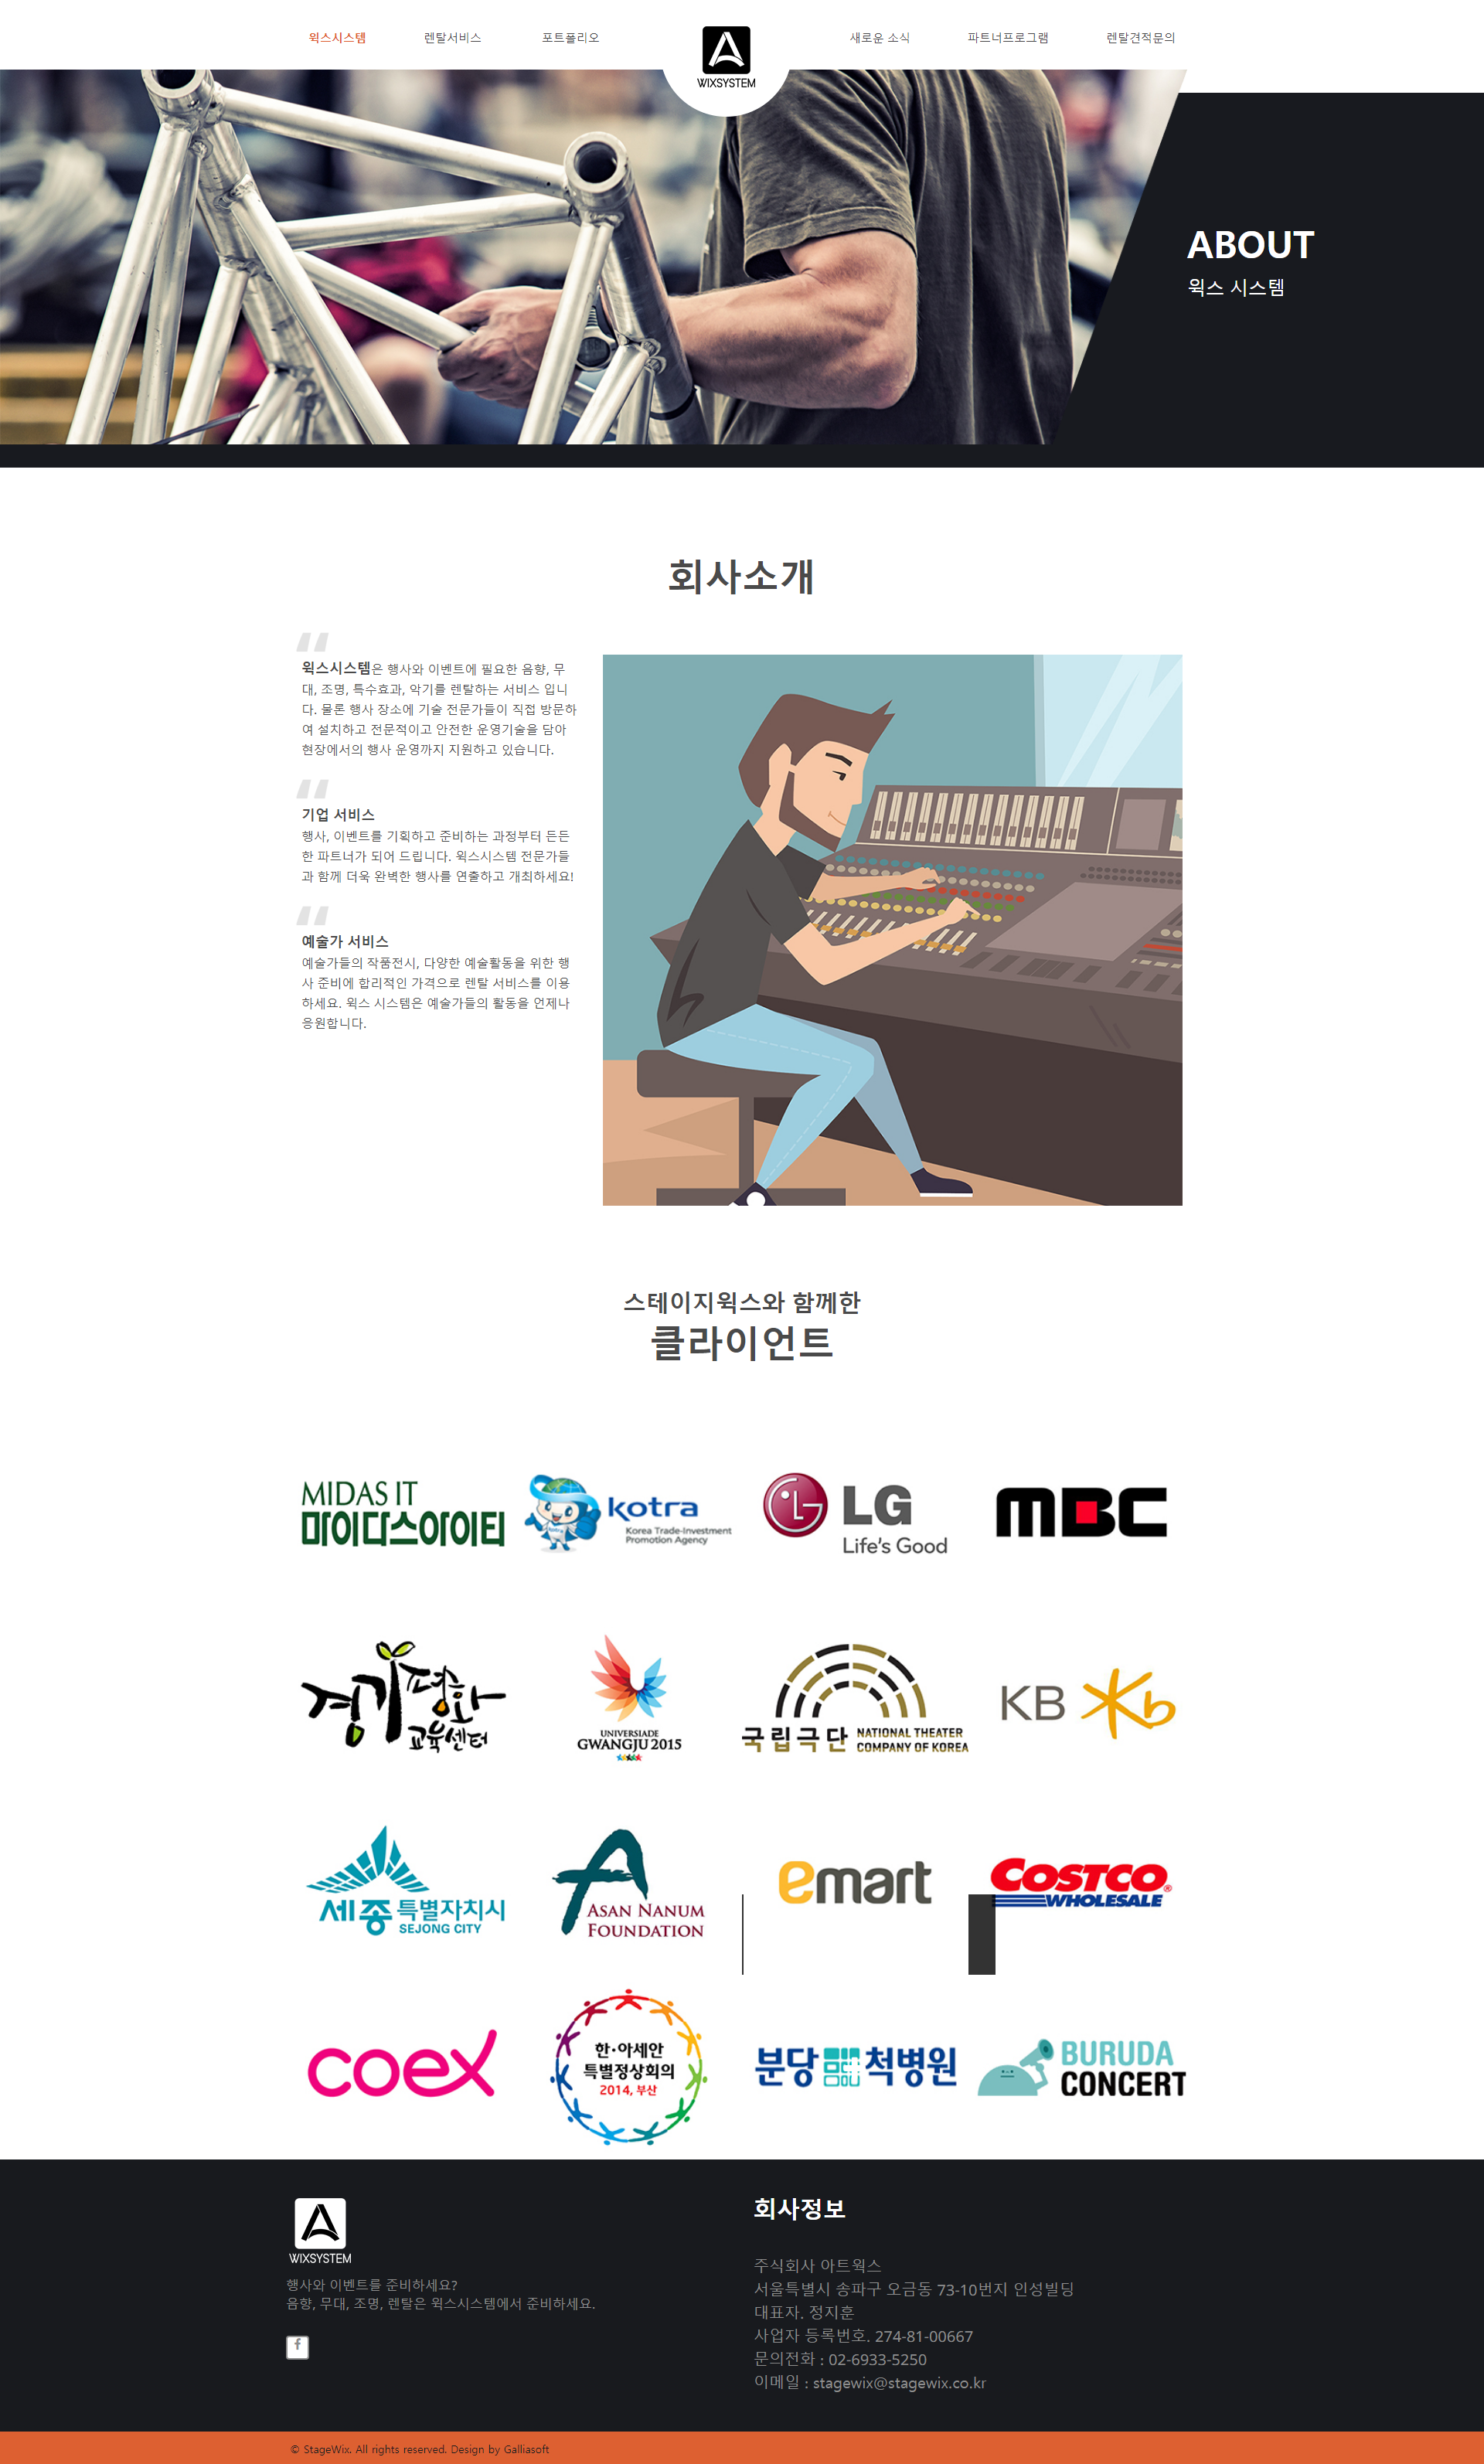 윅스시스템
렌탈서비스
포트폴리오
WIXSYSTEM
새로운 소식
파트너프로그램
렌탈견적문의
ABOUT
윅스 시스템
회사소개
윅스시스템은 행사와 이벤트에 필요한 음향, 무
대, 조명, 특수효과, 악기를 렌탈하는 서비스 입니
다. 물론 행사 장소에 기술 전문가들이 직접 방문하
여 설치하고 전문적이고 안전한 운영기술을 담아
현장에서의 행사 운영까지 지원하고 있습니다.
기업 서비스
행사, 이벤트를 기획하고 준비하는 과정부터 든든
한 파트너가 되어 드립니다. 윅스시스템 전문가들
과 함께 더욱 완벽한 행사를 연출하고 개최하세요!
예술가 서비스
예술가들의 작품전시, 다양한 예술활동을 위한 행
사 준비에 합리적인 가격으로 렌탈 서비스를 이용
하세요. 윅스 시스템은 예술가들의 활동을 언제나
응원합니다.
스테이지윅스와 함께한
클라이언트
MIDAS IT
마이다스아이티
kotra
Korea Trade-Investment
Promotion Agency
LG
Life's Good
MBC
경기평화
교육센터
UNIVERSIADE
GWANGJU 2015
국립극단 NATIONAL THEATER
COMPANY OF KOREA
KB
세종특별자치시
SEJONG CITY
ASAN NANUM
FOUNDATION
emart
COSTCO
WHOLESALE
coex
한·아세안
특별정상회의
2014, 부산
분당척병원
BURUDA
CONCERT
WIXSYSTEM
행사와 이벤트를 준비하세요?
음향, 무대, 조명, 렌탈은 윅스시스템에서 준비하세요.
f
회사정보
주식회사 아트웍스
서울특별시 송파구 오금동 73-10번지 인성빌딩
대표자. 정지훈
사업자 등록번호. 274-81-00667
문의전화 : 02-6933-5250
이메일 : stagewix@stagewix.co.kr
© StageWix. All rights reserved. Design by Galliasoft